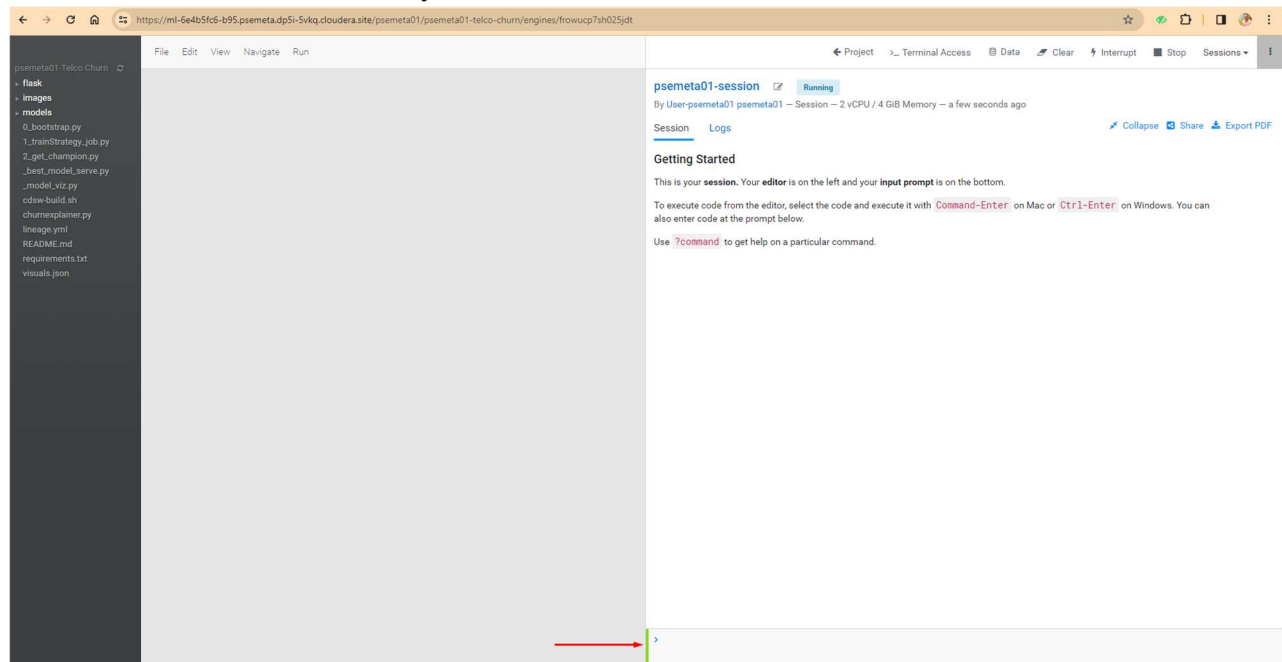 https://ml-6e4b5fc6-b95.psemeta.dp5i-5vkq.cloudera.site/psemeta01/psemeta01-telco-churn/engines/frowucp7sh025jdt
psemeta01-Telco Churn
flask
images
models
0_bootstrap.py
1_trainStrategy_job.py
2_get_champion.py
_best_model_serve.py
_model_viz.py
cdsw-build.sh
churnexplainer.py
lineage.yml
README.md
requirements.txt
visuals.json
File Edit View Navigate Run
Project >_ Terminal Access Data Clear Interrupt Stop Sessions
psemeta01-session Running
By User-psemeta01 psemeta01 — Session — 2 vCPU / 4 GiB Memory — a few seconds ago
Session Logs Collapse Share Export PDF
Getting Started
This is your session. Your editor is on the left and your input prompt is on the bottom.
To execute code from the editor, select the code and execute it with Command-Enter on Mac or Ctrl-Enter on Windows. You can
also enter code at the prompt below.
Use ?command to get help on a particular command.
>